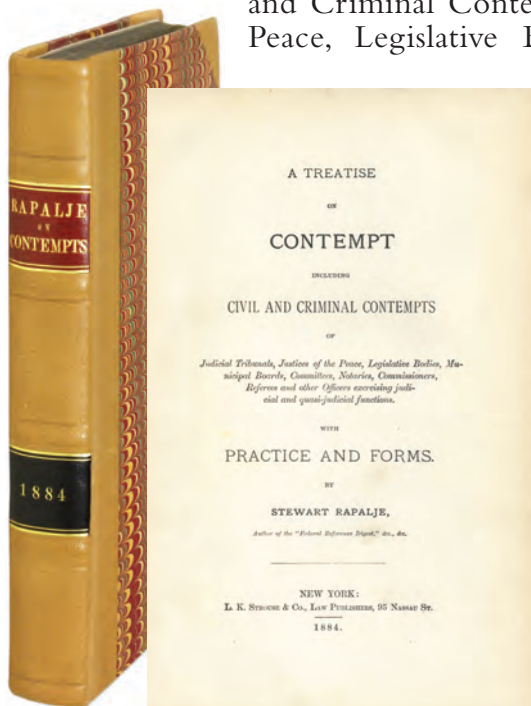 and Criminal Conte
Peace, Legislative
RAPALJE
ON
CONTEMPTS
1884
A TREATISE
ON
CONTEMPT
INCLUDING
CIVIL AND CRIMINAL CONTEMPTS
OF
Judicial Tribunals, Justices of the Peace, Legislative Bodies, Mu-
nicipal Boards, Committees, Notaries, Commissioners,
Referees and other Officers exercising judi-
cial and quasi-judicial functions.
WITH
PRACTICE AND FORMS.
BY
STEWART RAPALJE,
Author of the "Federal Reference Digest," &c., &c.
NEW YORK:
L. K. STROUSE & CO., LAW PUBLISHERS, 95 NASSAU ST.
1884.